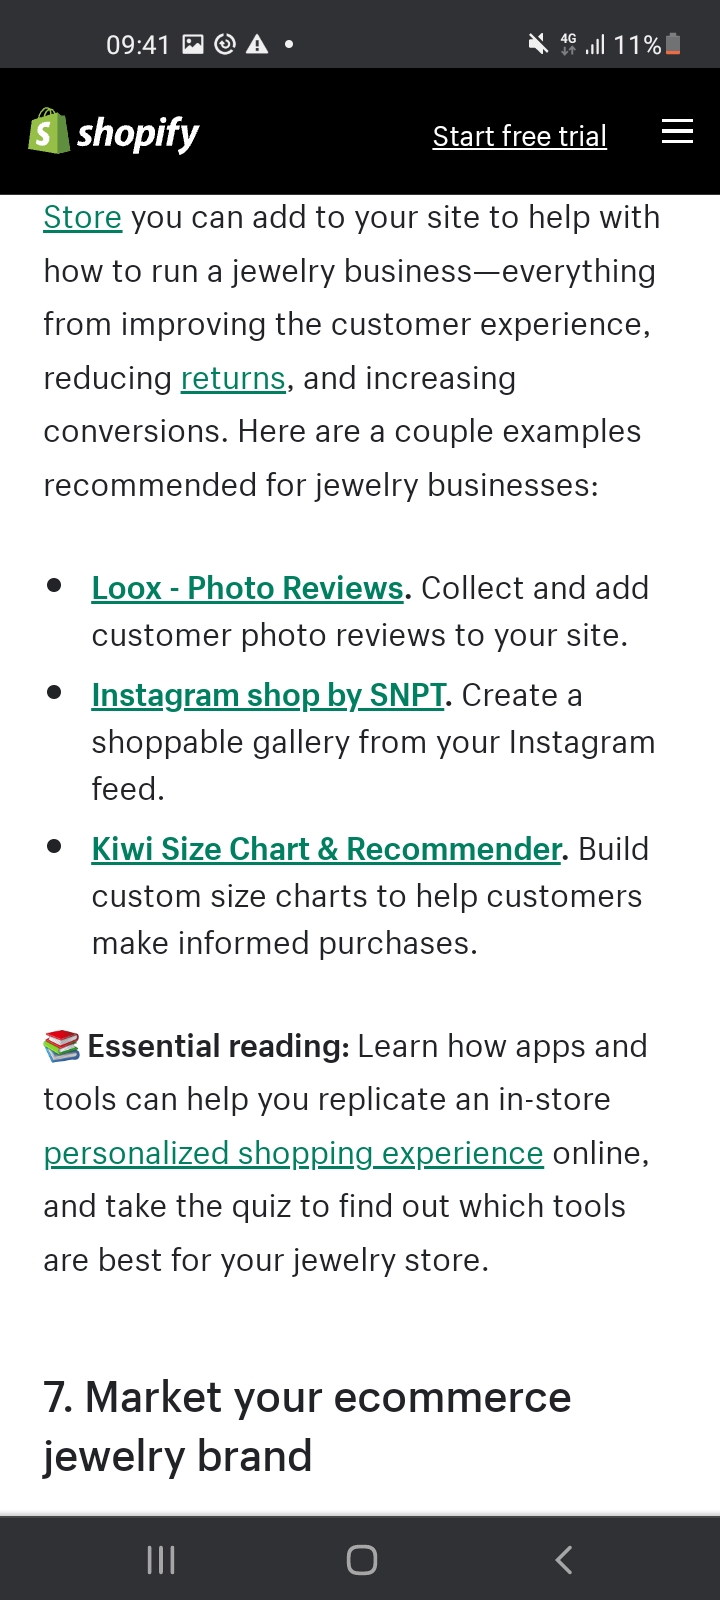 09:41
4G
11%
S shopify
Start free trial
Store you can add to your site to help with
how to run a jewelry business—everything
from improving the customer experience,
reducing returns, and increasing
conversions. Here are a couple examples
recommended for jewelry businesses:
• Loox - Photo Reviews. Collect and add
customer photo reviews to your site.
• Instagram shop by SNPT. Create a
shoppable gallery from your Instagram
feed.
• Kiwi Size Chart & Recommender. Build
custom size charts to help customers
make informed purchases.
📚 Essential reading: Learn how apps and
tools can help you replicate an in-store
personalized shopping experience online,
and take the quiz to find out which tools
are best for your jewelry store.
7. Market your ecommerce
jewelry brand